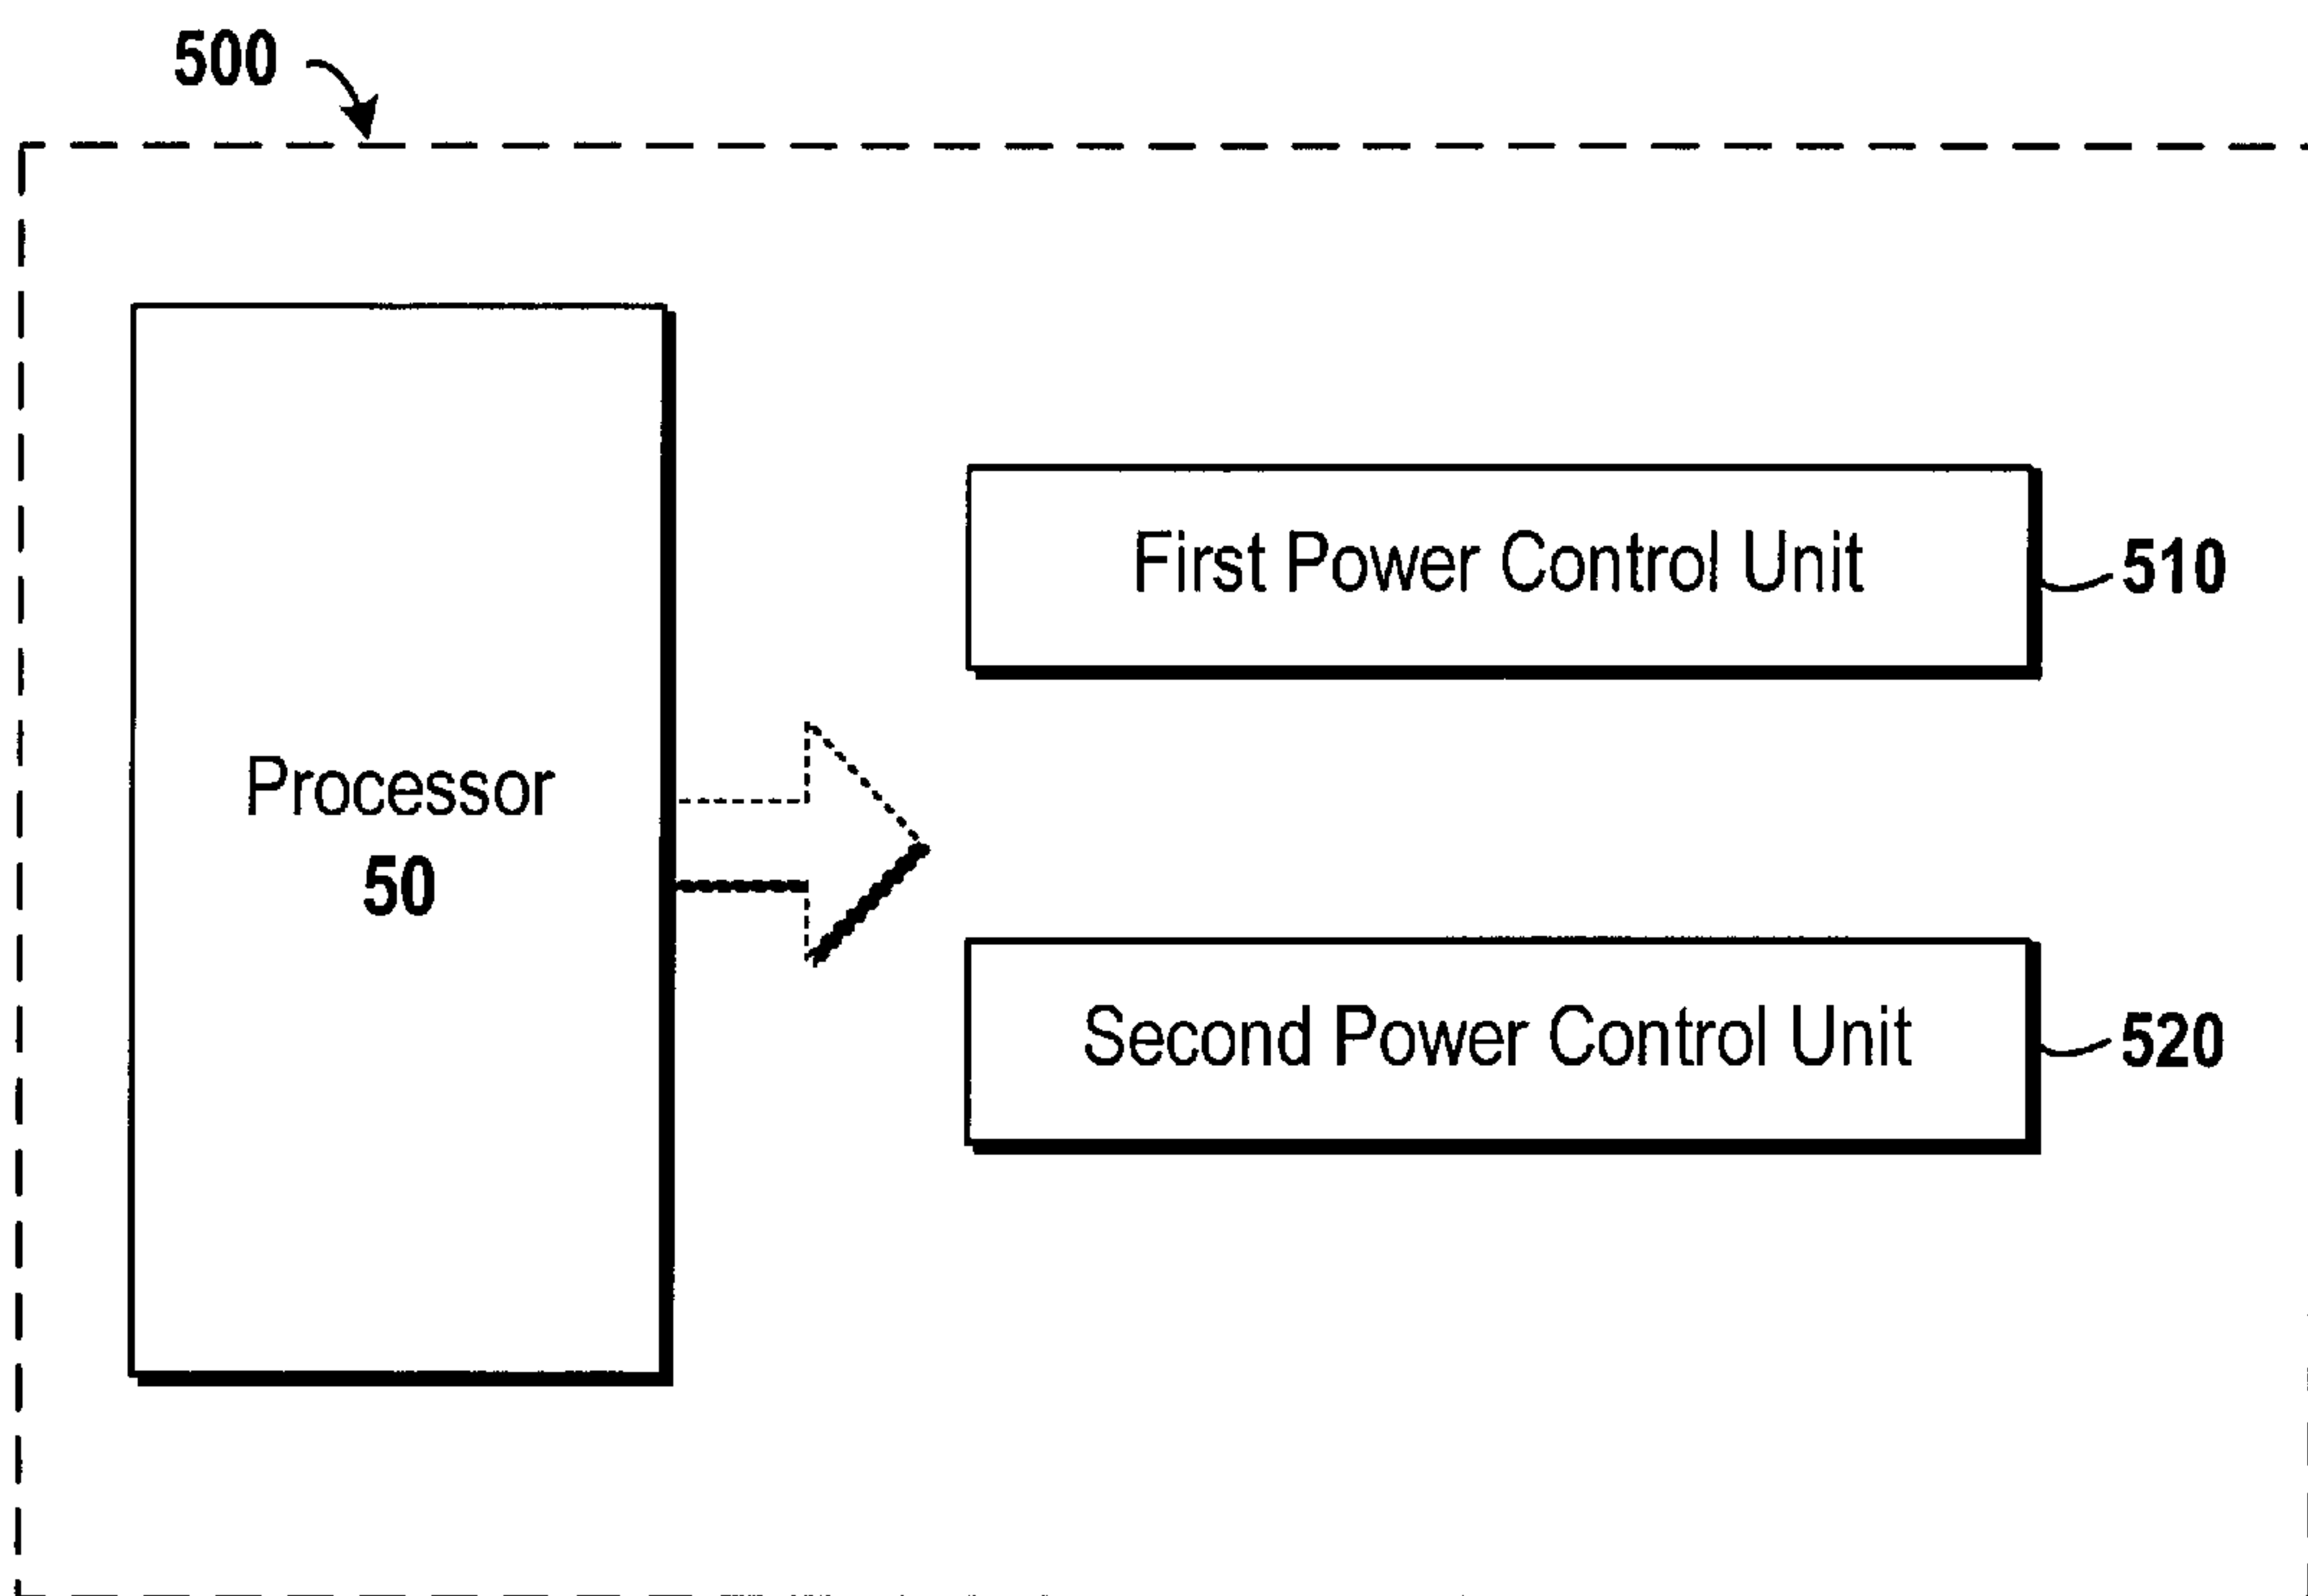 500
First Power Control Unit
510
Processor
50
Second Power Control Unit
520